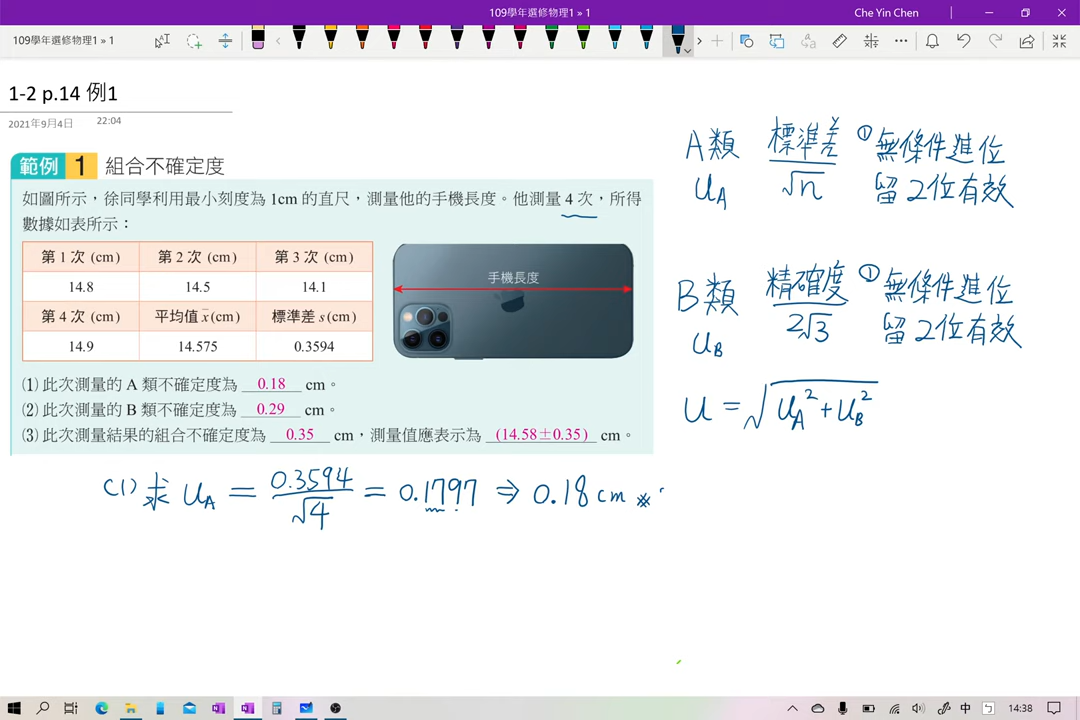 109學年選修物理1 » 1
Che Yin Chen
109學年選修物理1 » 1
1-2 p.14 例1
2021年9月4日 22:04
範例 1 組合不確定度
如圖所示，徐同學利用最小刻度為 1cm 的直尺，測量他的手機長度。他測量 4 次，所得
數據如表所示：
第 1 次 (cm) 第 2 次 (cm) 第 3 次 (cm)
14.8 14.5 14.1
第 4 次 (cm) 平均值 x̄ (cm) 標準差 s (cm)
14.9 14.575 0.3594
手機長度
⑴ 此次測量的 A 類不確定度為 0.18 cm。
⑵ 此次測量的 B 類不確定度為 0.29 cm。
⑶ 此次測量結果的組合不確定度為 0.35 cm，測量值應表示為 (14.58±0.35) cm。
(1) 求 u_A = 0.3594/√4 = 0.1797 ⇒ 0.18 cm ※
A類 標準差/√n ① 無條件進位
u_A 留2位有效
B類 精確度/2√3 ① 無條件進位
u_B 留2位有效
u = √(u_A² + u_B²)
中
14:38